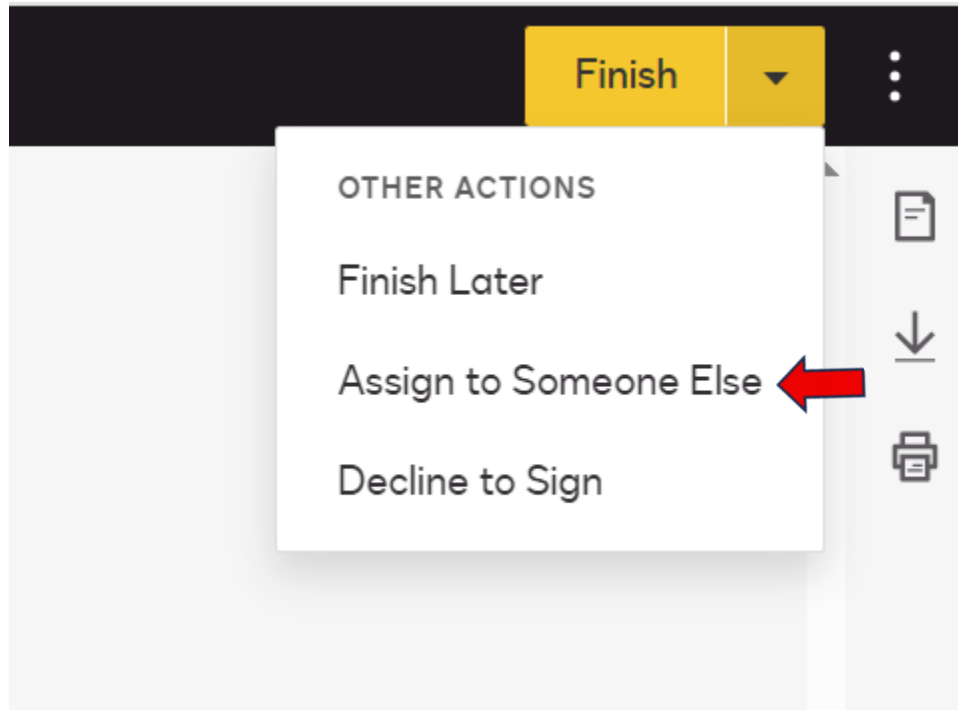 Finish
OTHER ACTIONS
Finish Later
Assign to Someone Else
Decline to Sign